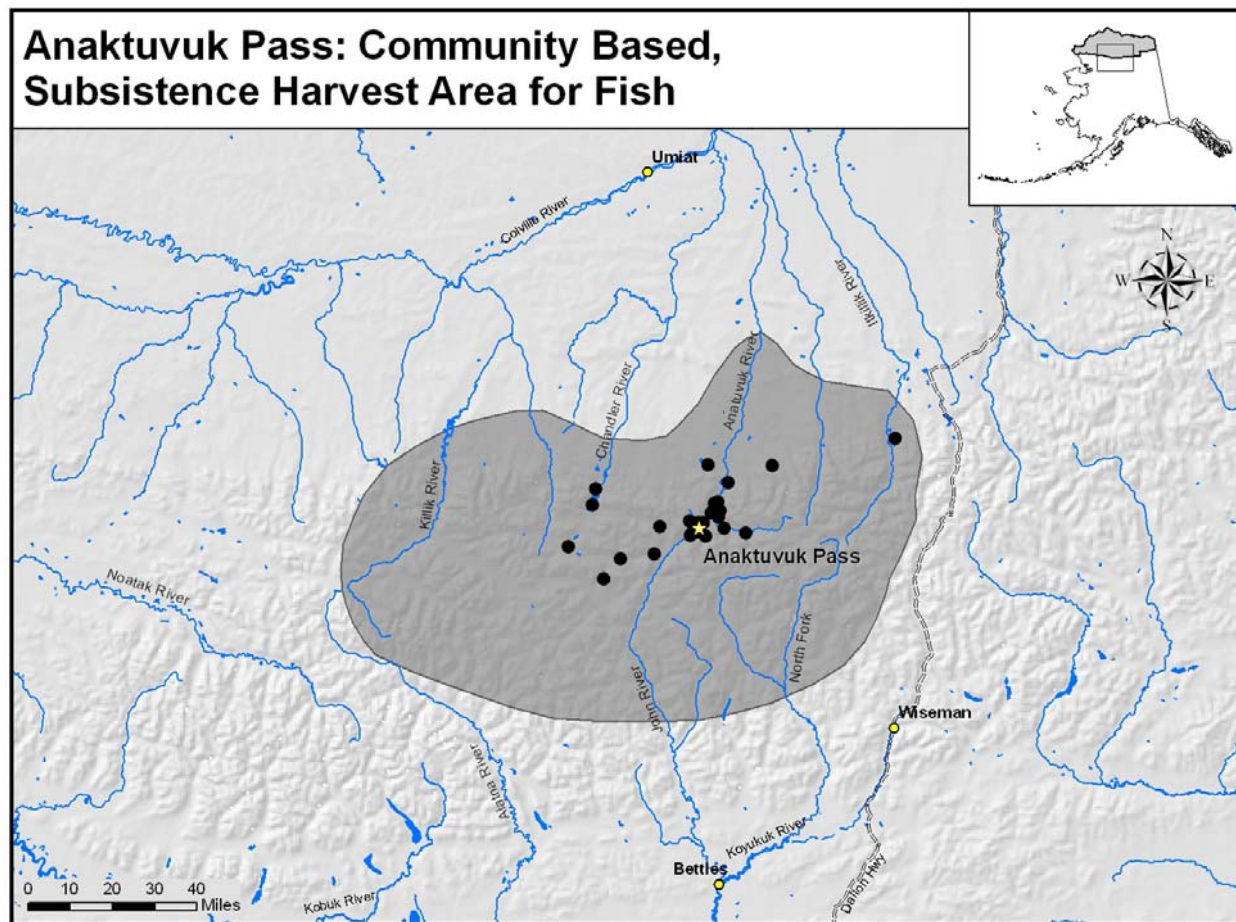 Anaktuvuk Pass: Community Based,
Subsistence Harvest Area for Fish
Umiat
Colville River
N
W
E
S
Itkillik River
Anatuvuk River
Chandler River
Killik River
Anaktuvuk Pass
Noatak River
North Fork
John River
Wiseman
Alatna River
Koyukuk River
Bettles
Dalton Hwy
Kobuk River
0 10 20 30 40
Miles